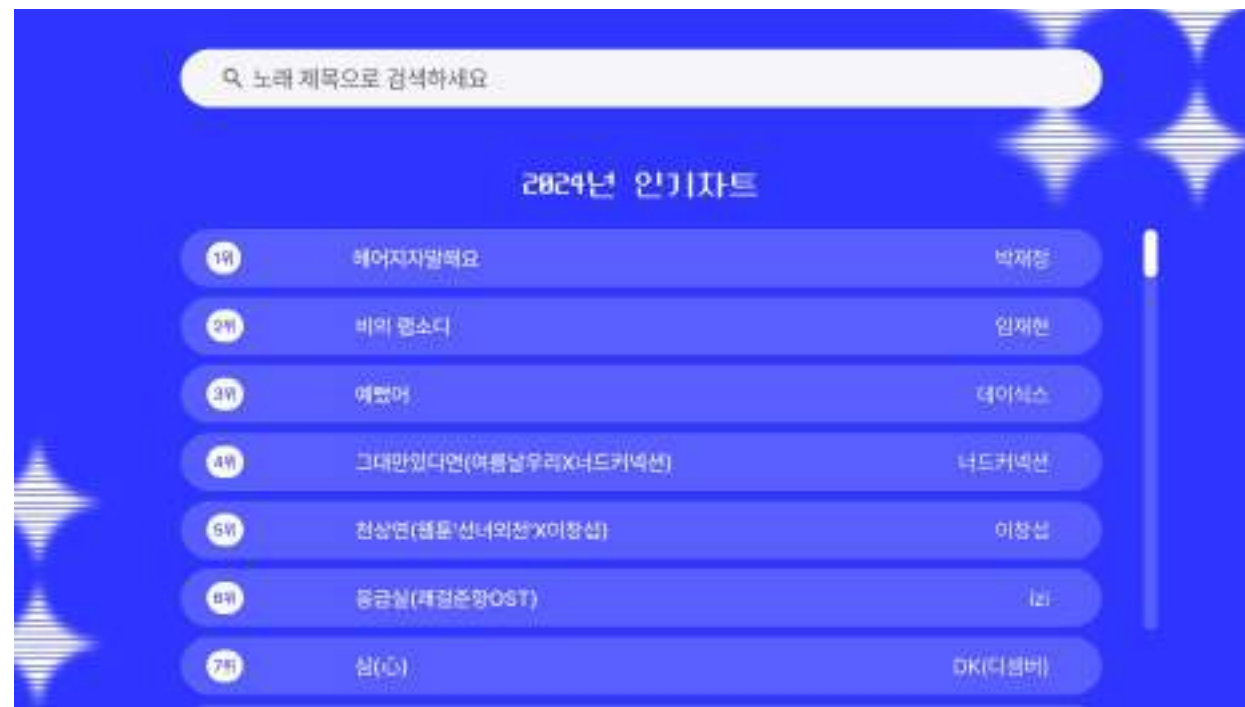 노래 제목으로 검색하세요
2024년 인기차트
1위 헤어지자말해요 박재정
2위 비의 랩소디 임재현
3위 예뻤어 데이식스
4위 그대만있다면(여름날우리X너드커넥션) 너드커넥션
5위 천상연(웹툰'선녀외전'X이창섭) 이창섭
6위 응급실(쾌걸춘향OST) izi
7위 심(心) DK(디셈버)